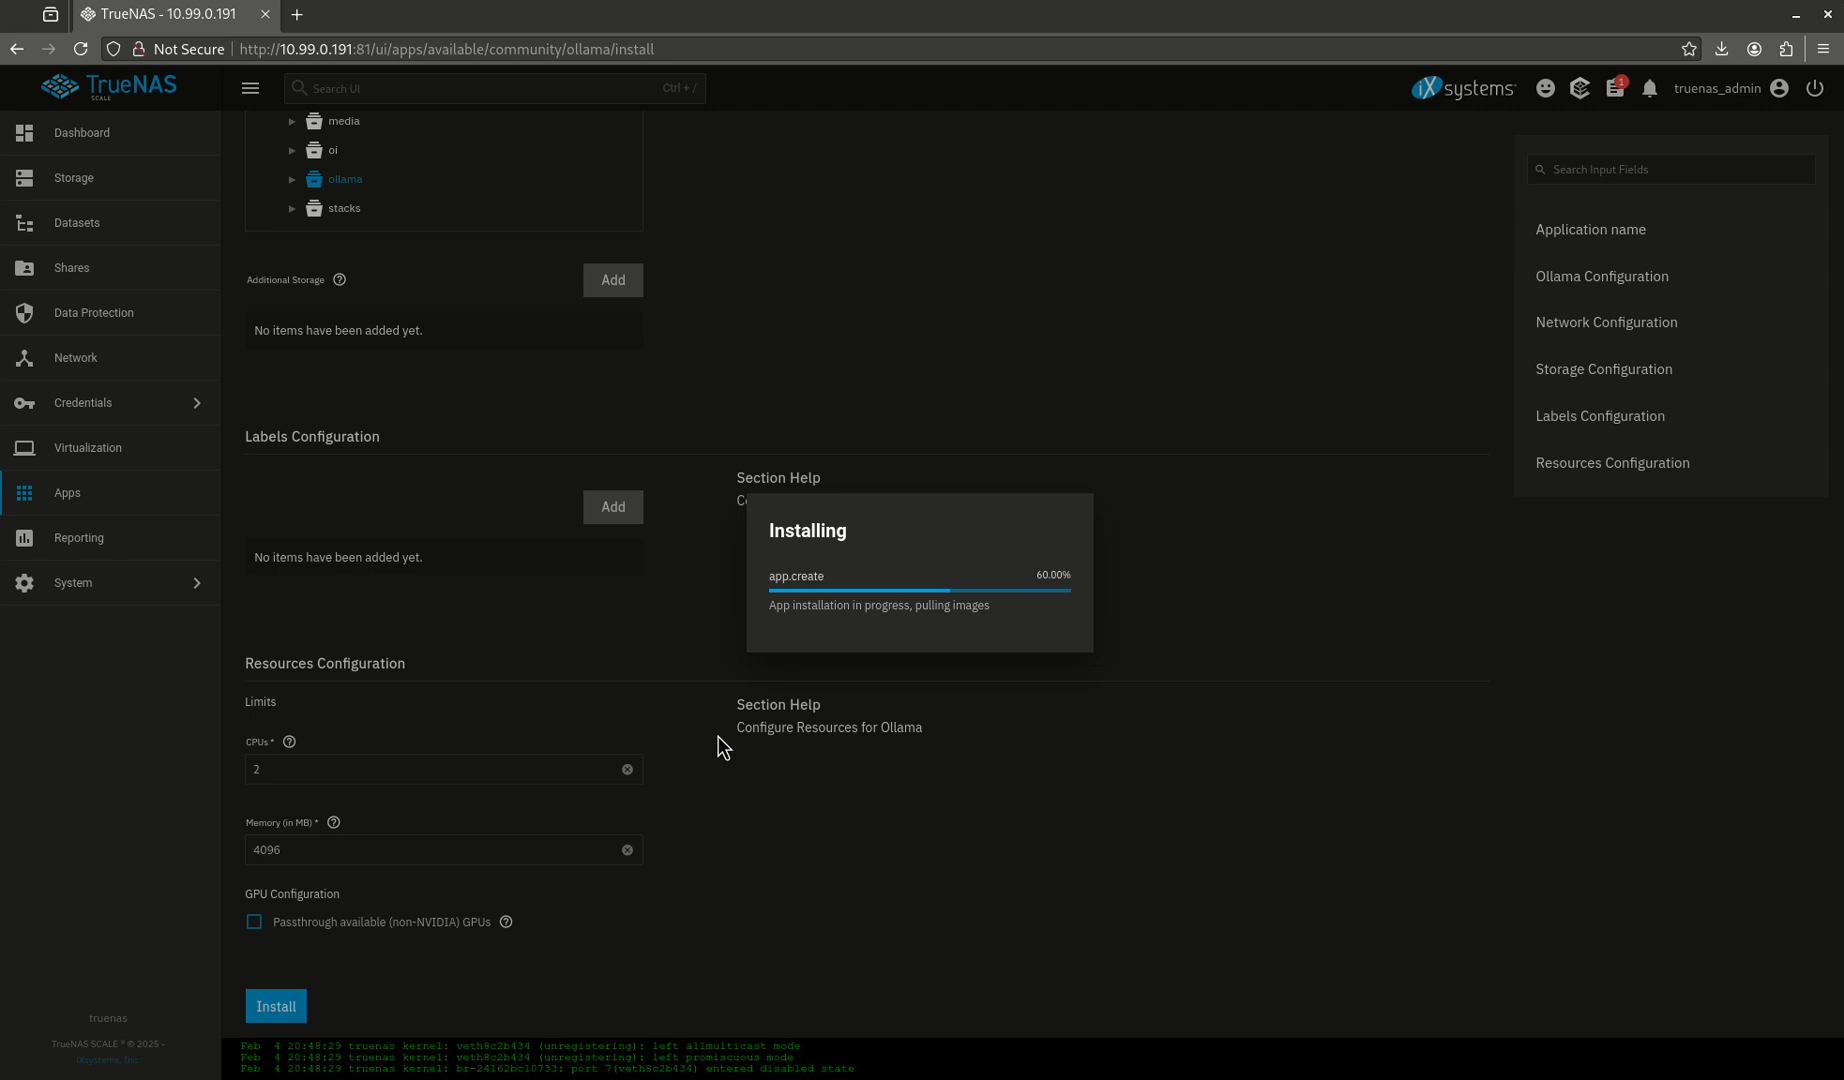 TrueNAS - 10.99.0.191
Not Secure
http://10.99.0.191:81/ui/apps/available/community/ollama/install
TrueNAS
SCALE
Search UI
Ctrl + /
iXsystems
1
truenas_admin
Dashboard
Storage
Datasets
Shares
Data Protection
Network
Credentials
Virtualization
Apps
Reporting
System
truenas
TrueNAS SCALE ® © 2025 -
iXsystems, Inc.
media
oi
ollama
stacks
Additional Storage
Add
No items have been added yet.
Labels Configuration
Add
No items have been added yet.
Section Help
Co
Installing
app.create
60.00%
App installation in progress, pulling images
Resources Configuration
Limits
CPUs *
2
Memory (in MB) *
4096
GPU Configuration
Passthrough available (non-NVIDIA) GPUs
Section Help
Configure Resources for Ollama
Install
Search Input Fields
Application name
Ollama Configuration
Network Configuration
Storage Configuration
Labels Configuration
Resources Configuration
Feb  4 20:48:29 truenas kernel: veth8c2b434 (unregistering): left allmulticast mode
Feb  4 20:48:29 truenas kernel: veth8c2b434 (unregistering): left promiscuous mode
Feb  4 20:48:29 truenas kernel: br-24162bc10733: port 7(veth8c2b434) entered disabled state